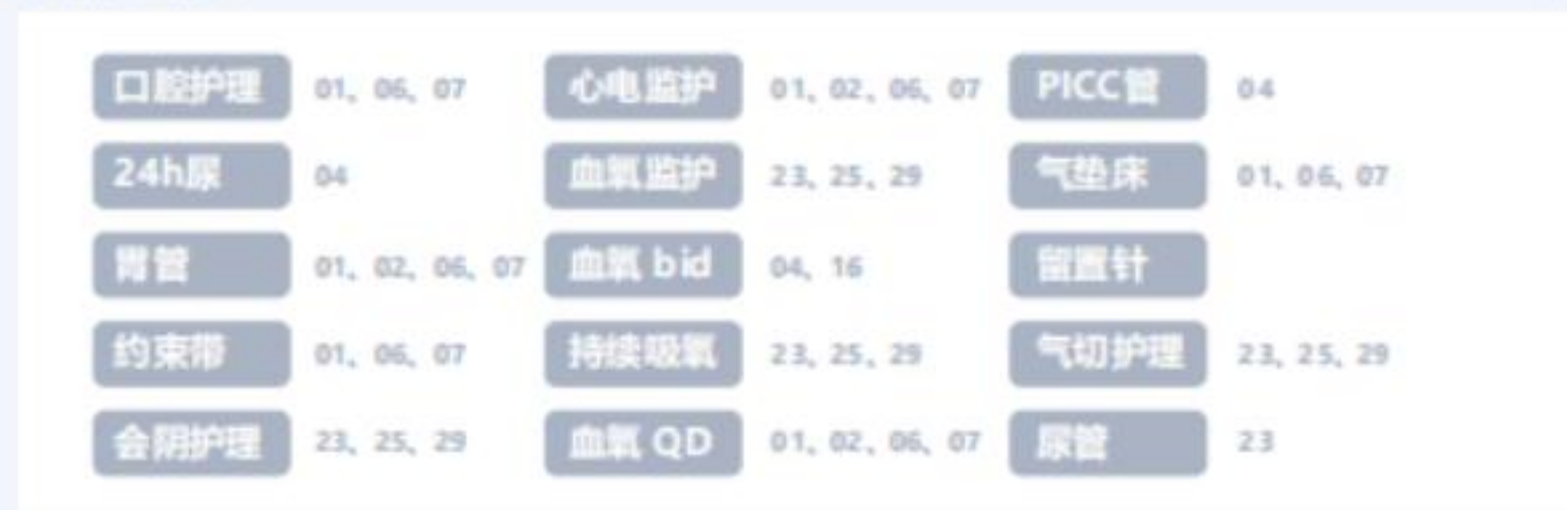 口腔护理 01、06、07 心电监护 01、02、06、07 PICC管 04
24h尿 04 血氧监护 23、25、29 气垫床 01、06、07
胃管 01、02、06、07 血氧 bid 04、16 留置针
约束带 01、06、07 持续吸氧 23、25、29 气切护理 23、25、29
会阴护理 23、25、29 血氧 QD 01、02、06、07 尿管 23